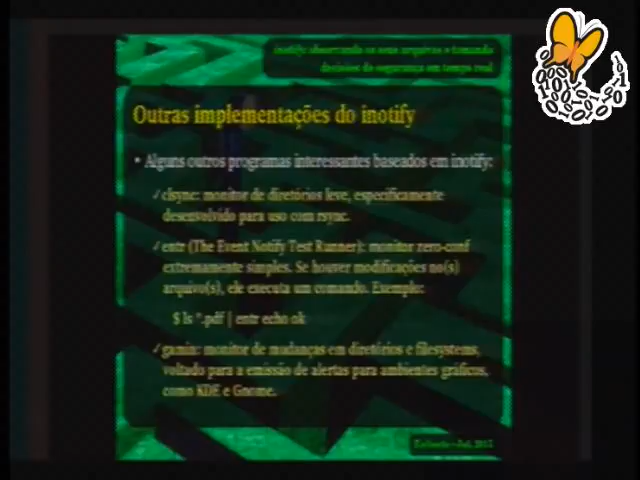 inotify: observando os seus arquivos e tomando
decisões de segurança em tempo real
Outras implementações do inotify
• Alguns outros programas interessantes baseados em inotify:
✓ clsync: monitor de diretórios leve, especificamente
desenvolvido para uso com rsync.
✓ entr (The Event Notify Test Runner): monitor zero-conf
extremamente simples. Se houver modificações no(s)
arquivo(s), ele executa um comando. Exemplo:
$ ls *.pdf | entr echo ok
✓ gamin: monitor de mudanças em diretórios e filesystems,
voltado para a emissão de alertas para ambientes gráficos,
como KDE e Gnome.